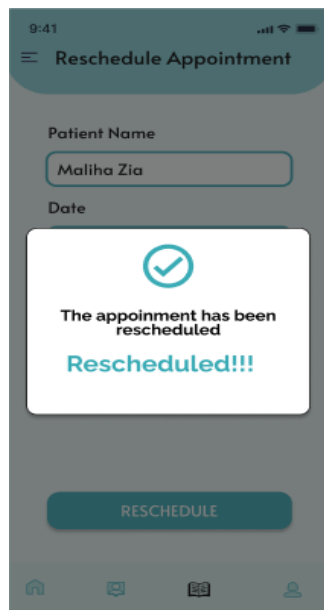 9:41
Reschedule Appointment
Patient Name
Maliha Zia
Date
The appoinment has been
rescheduled
Rescheduled!!!
RESCHEDULE